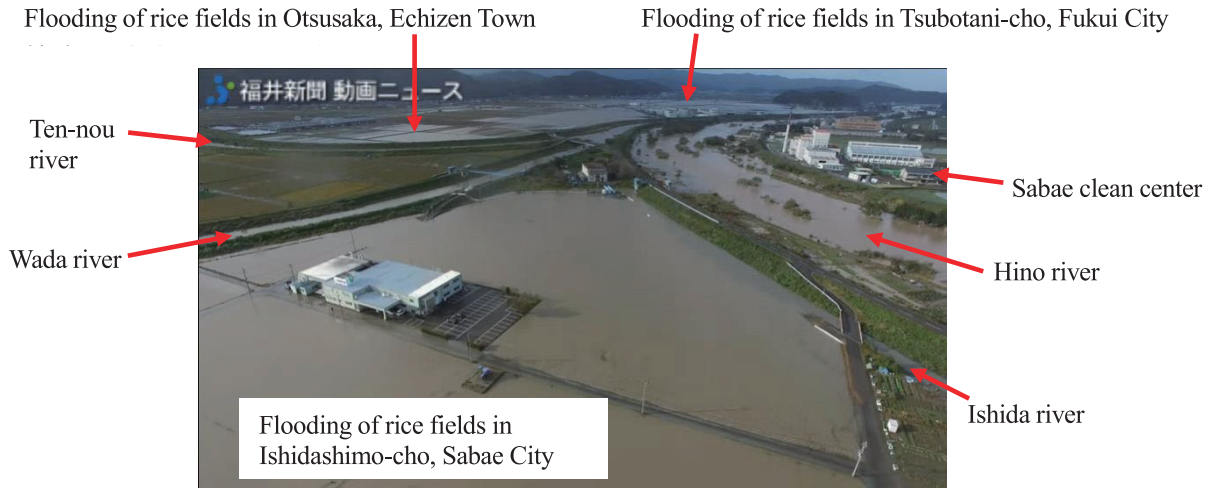 Flooding of rice fields in Otsusaka, Echizen Town
Flooding of rice fields in Tsubotani-cho, Fukui City
福井新聞 動画ニュース
Ten-nou
river
Sabae clean center
Wada river
Hino river
Ishida river
Flooding of rice fields in
Ishidashimo-cho, Sabae City